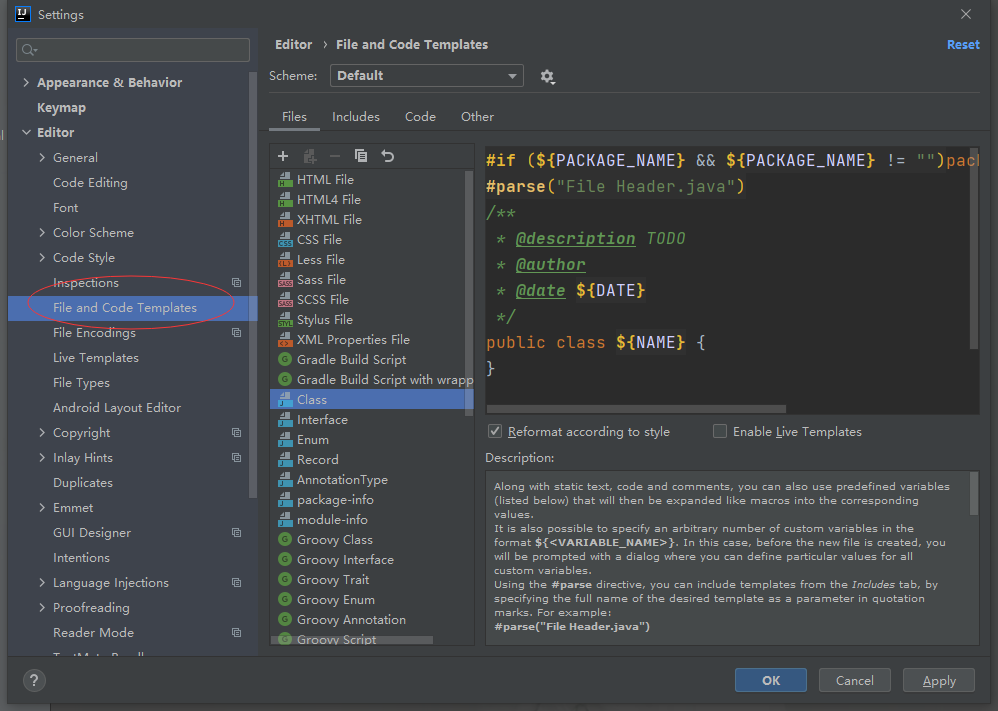 Settings
Appearance & Behavior
Keymap
Editor
General
Code Editing
Font
Color Scheme
Code Style
Inspections
File and Code Templates
File Encodings
Live Templates
File Types
Android Layout Editor
Copyright
Inlay Hints
Duplicates
Emmet
GUI Designer
Intentions
Language Injections
Proofreading
Reader Mode
Editor › File and Code Templates
Reset
Scheme: Default
Files Includes Code Other
HTML File
HTML4 File
XHTML File
CSS File
Less File
Sass File
SCSS File
Stylus File
XML Properties File
Gradle Build Script
Gradle Build Script with wrapp
Class
Interface
Enum
Record
AnnotationType
package-info
module-info
Groovy Class
Groovy Interface
Groovy Trait
Groovy Enum
Groovy Annotation
Groovy Script
#if (${PACKAGE_NAME} && ${PACKAGE_NAME} != "")pack
#parse("File Header.java")
/**
* @description TODO
* @author
* @date ${DATE}
*/
public class ${NAME} {
}
Reformat according to style
Enable Live Templates
Description:
Along with static text, code and comments, you can also use predefined variables
(listed below) that will then be expanded like macros into the corresponding
values.
It is also possible to specify an arbitrary number of custom variables in the
format ${<VARIABLE_NAME>}. In this case, before the new file is created, you
will be prompted with a dialog where you can define particular values for all
custom variables.
Using the #parse directive, you can include templates from the Includes tab, by
specifying the full name of the desired template as a parameter in quotation
marks. For example:
#parse("File Header.java")
?
OK
Cancel
Apply